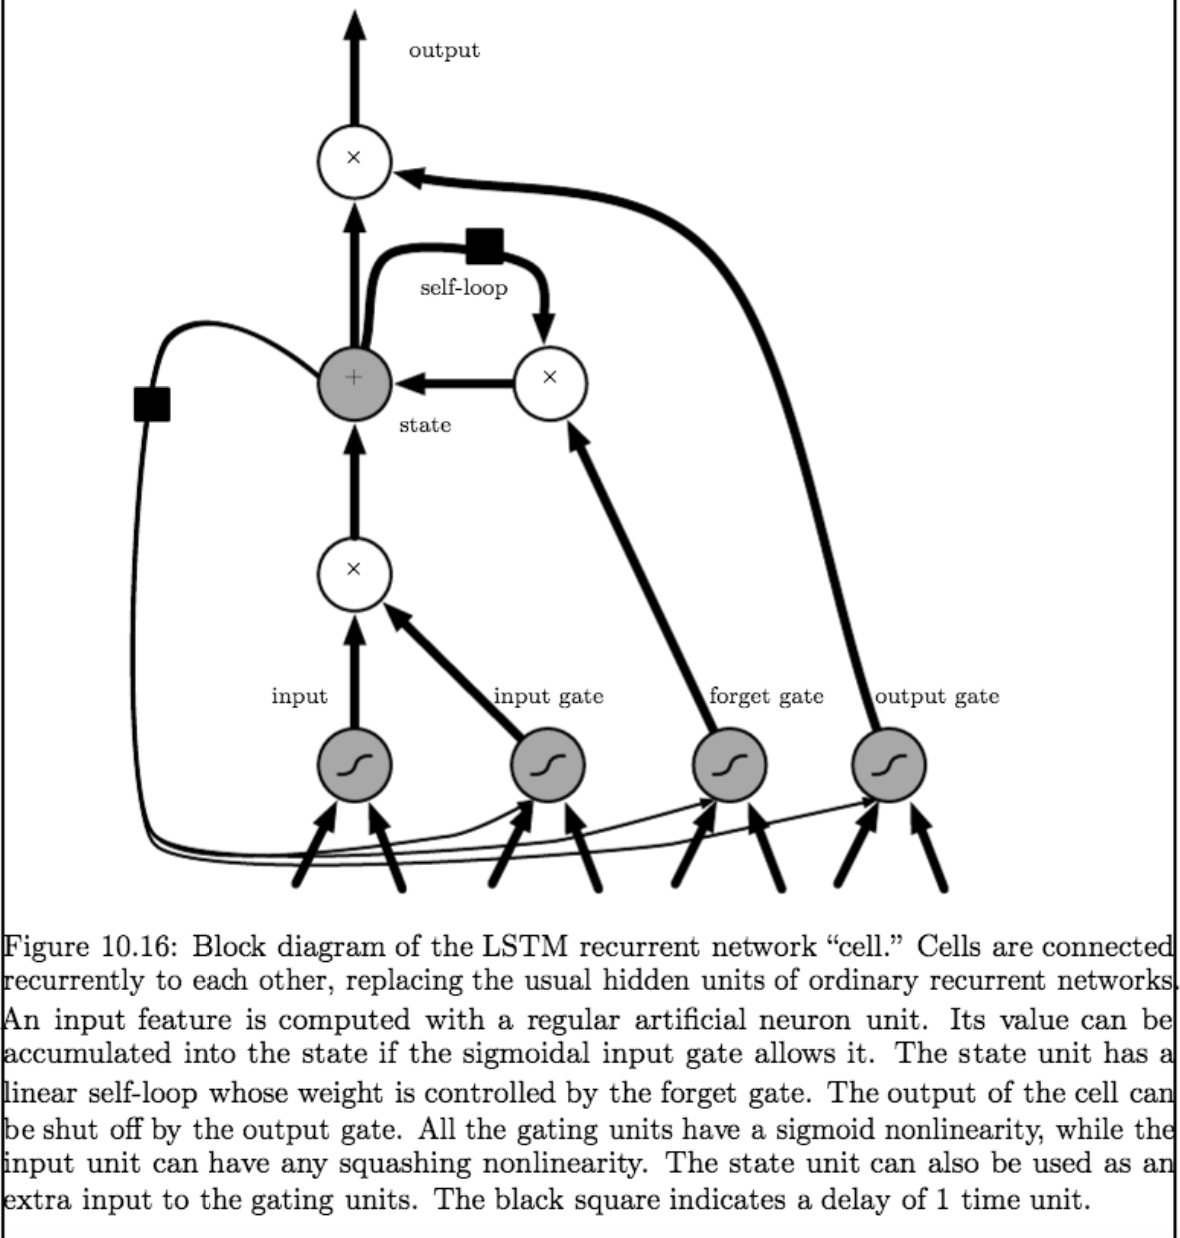 output
×
self-loop
+
×
state
×
input
input gate
forget gate
output gate
Figure 10.16: Block diagram of the LSTM recurrent network “cell.” Cells are connected
recurrently to each other, replacing the usual hidden units of ordinary recurrent networks.
An input feature is computed with a regular artificial neuron unit. Its value can be
accumulated into the state if the sigmoidal input gate allows it. The state unit has a
linear self-loop whose weight is controlled by the forget gate. The output of the cell can
be shut off by the output gate. All the gating units have a sigmoid nonlinearity, while the
input unit can have any squashing nonlinearity. The state unit can also be used as an
extra input to the gating units. The black square indicates a delay of 1 time unit.